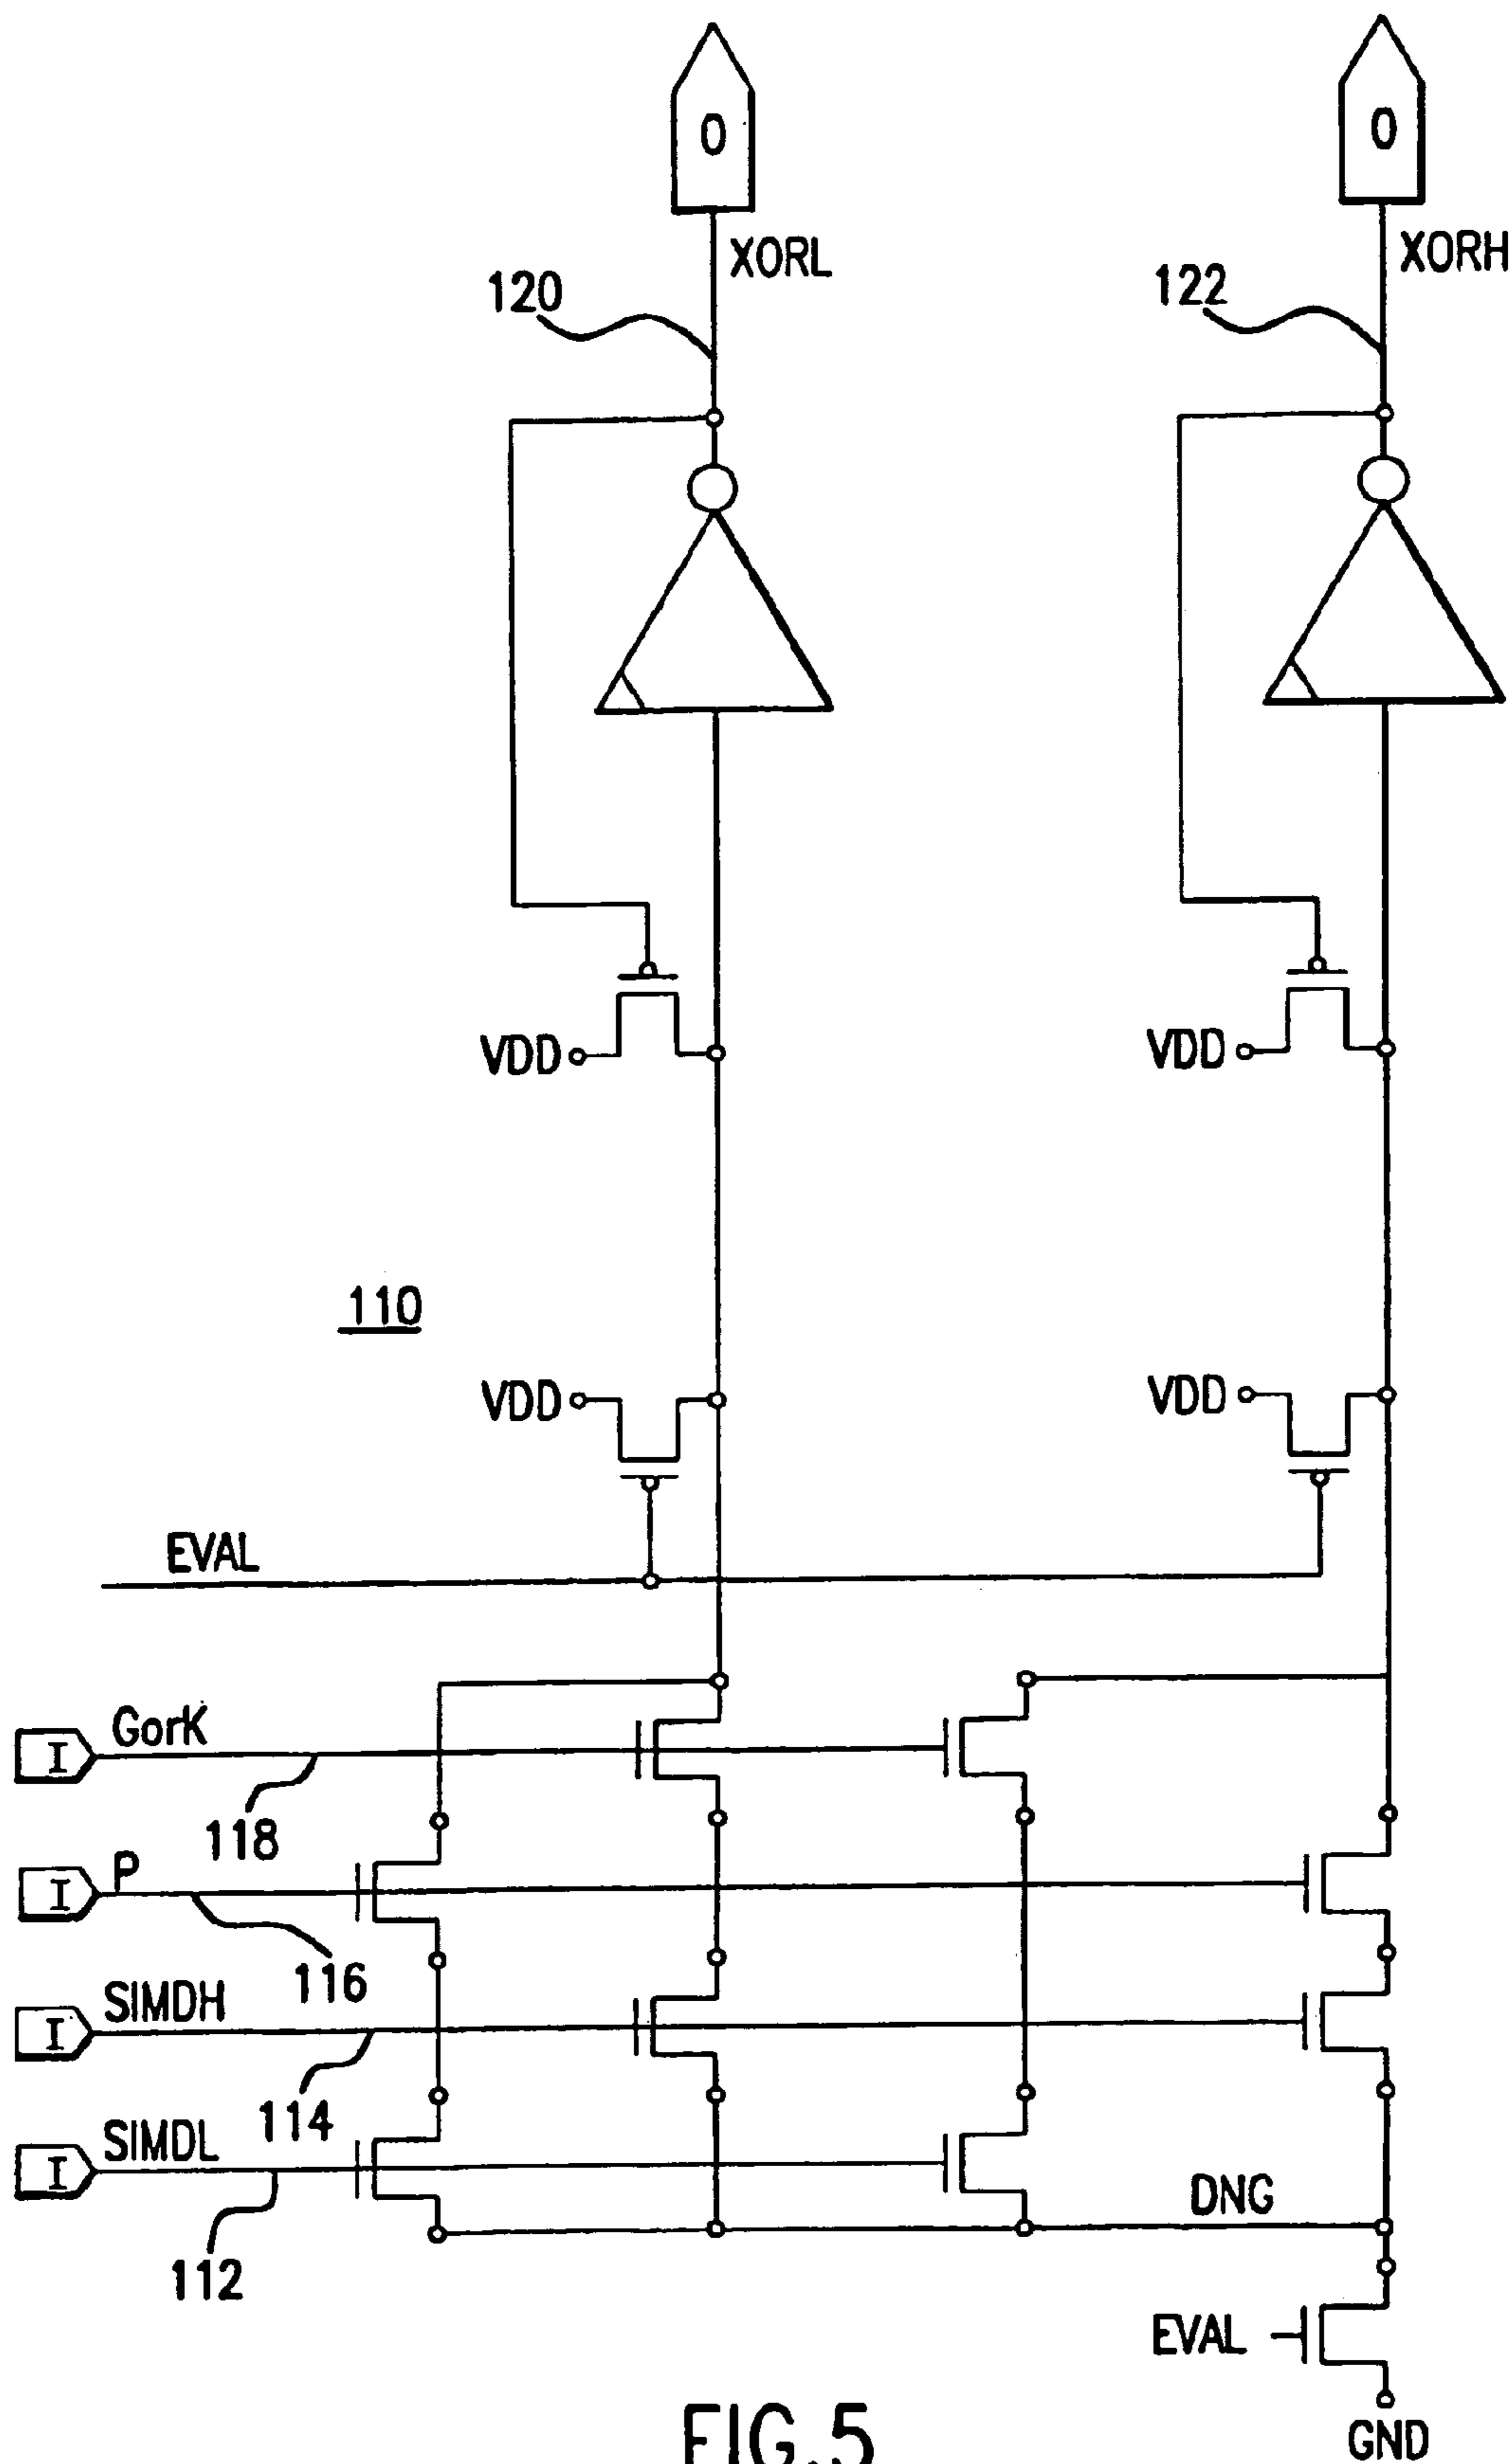 O
O
XORL
XORH
120
122
VDD
VDD
110
VDD
VDD
EVAL
I
GorK
118
I
P
116
I
SIMDH
114
I
SIMDL
DNG
112
EVAL
GND
FIG.5